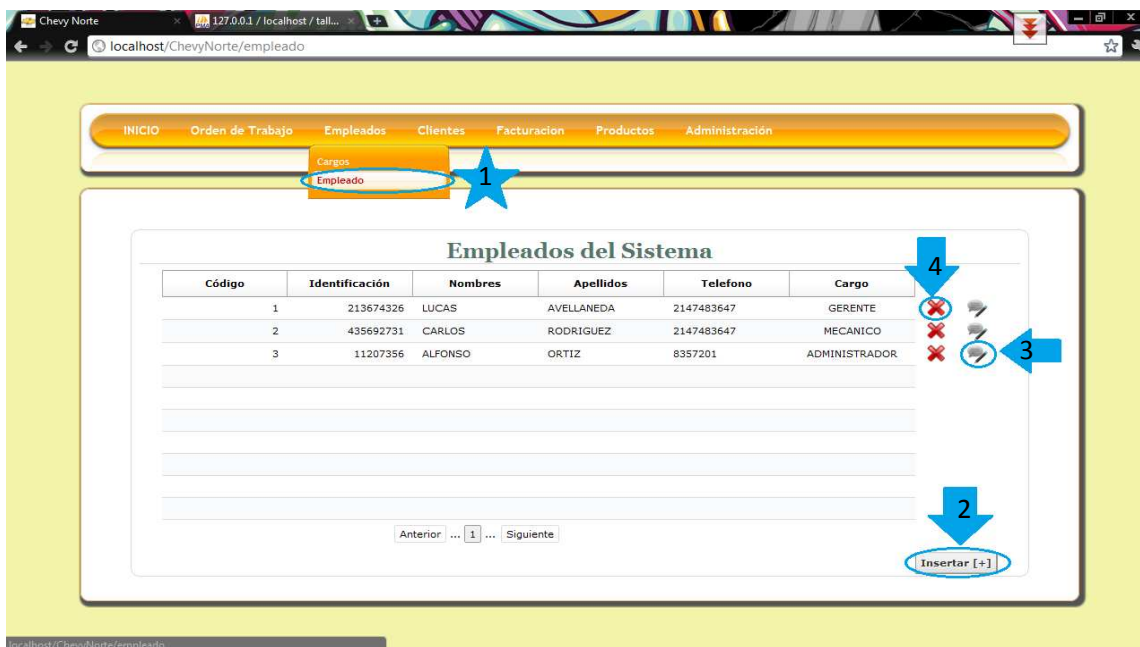 Chevy Norte
127.0.0.1 / localhost / tall...
localhost/ChevyNorte/empleado
INICIO Orden de Trabajo Empleados Clientes Facturacion Productos Administración
Cargos
Empleado
1
Empleados del Sistema
4
Código Identificación Nombres Apellidos Telefono Cargo
1 213674326 LUCAS AVELLANEDA 2147483647 GERENTE
2 435692731 CARLOS RODRIGUEZ 2147483647 MECANICO
3 11207356 ALFONSO ORTIZ 8357201 ADMINISTRADOR
3
2
Anterior ... 1 ... Siguiente
Insertar [+]
localhost/ChevyNorte/empleado